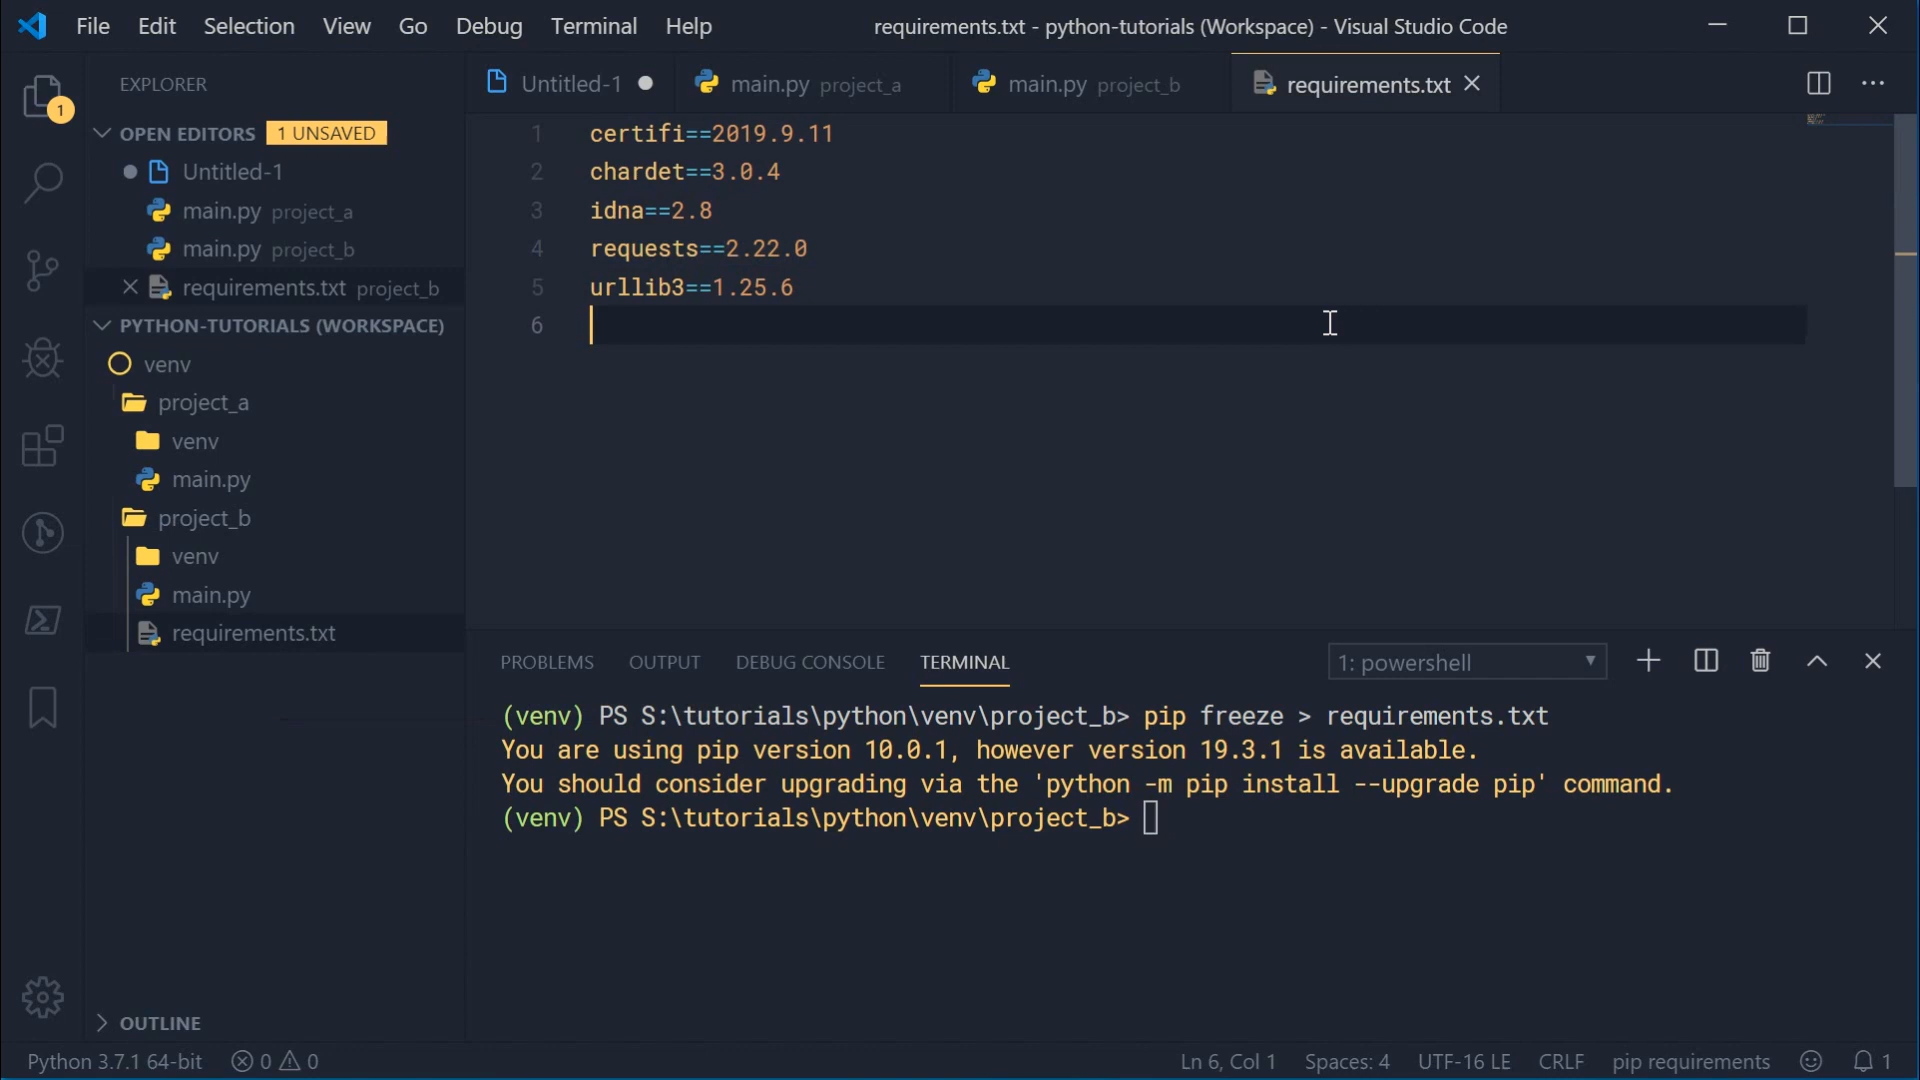 File Edit Selection View Go Debug Terminal Help requirements.txt - python-tutorials (Workspace) - Visual Studio Code
1
EXPLORER
OPEN EDITORS 1 UNSAVED
Untitled-1
main.py project_a
main.py project_b
requirements.txt project_b
PYTHON-TUTORIALS (WORKSPACE)
venv
project_a
venv
main.py
project_b
venv
main.py
requirements.txt
OUTLINE
Untitled-1 main.py project_a main.py project_b requirements.txt
1 certifi==2019.9.11
2 chardet==3.0.4
3 idna==2.8
4 requests==2.22.0
5 urllib3==1.25.6
6
PROBLEMS OUTPUT DEBUG CONSOLE TERMINAL 1: powershell
(venv) PS S:\tutorials\python\venv\project_b> pip freeze > requirements.txt
You are using pip version 10.0.1, however version 19.3.1 is available.
You should consider upgrading via the 'python -m pip install --upgrade pip' command.
(venv) PS S:\tutorials\python\venv\project_b>
Python 3.7.1 64-bit 0 0 Ln 6, Col 1 Spaces: 4 UTF-16 LE CRLF pip requirements 1